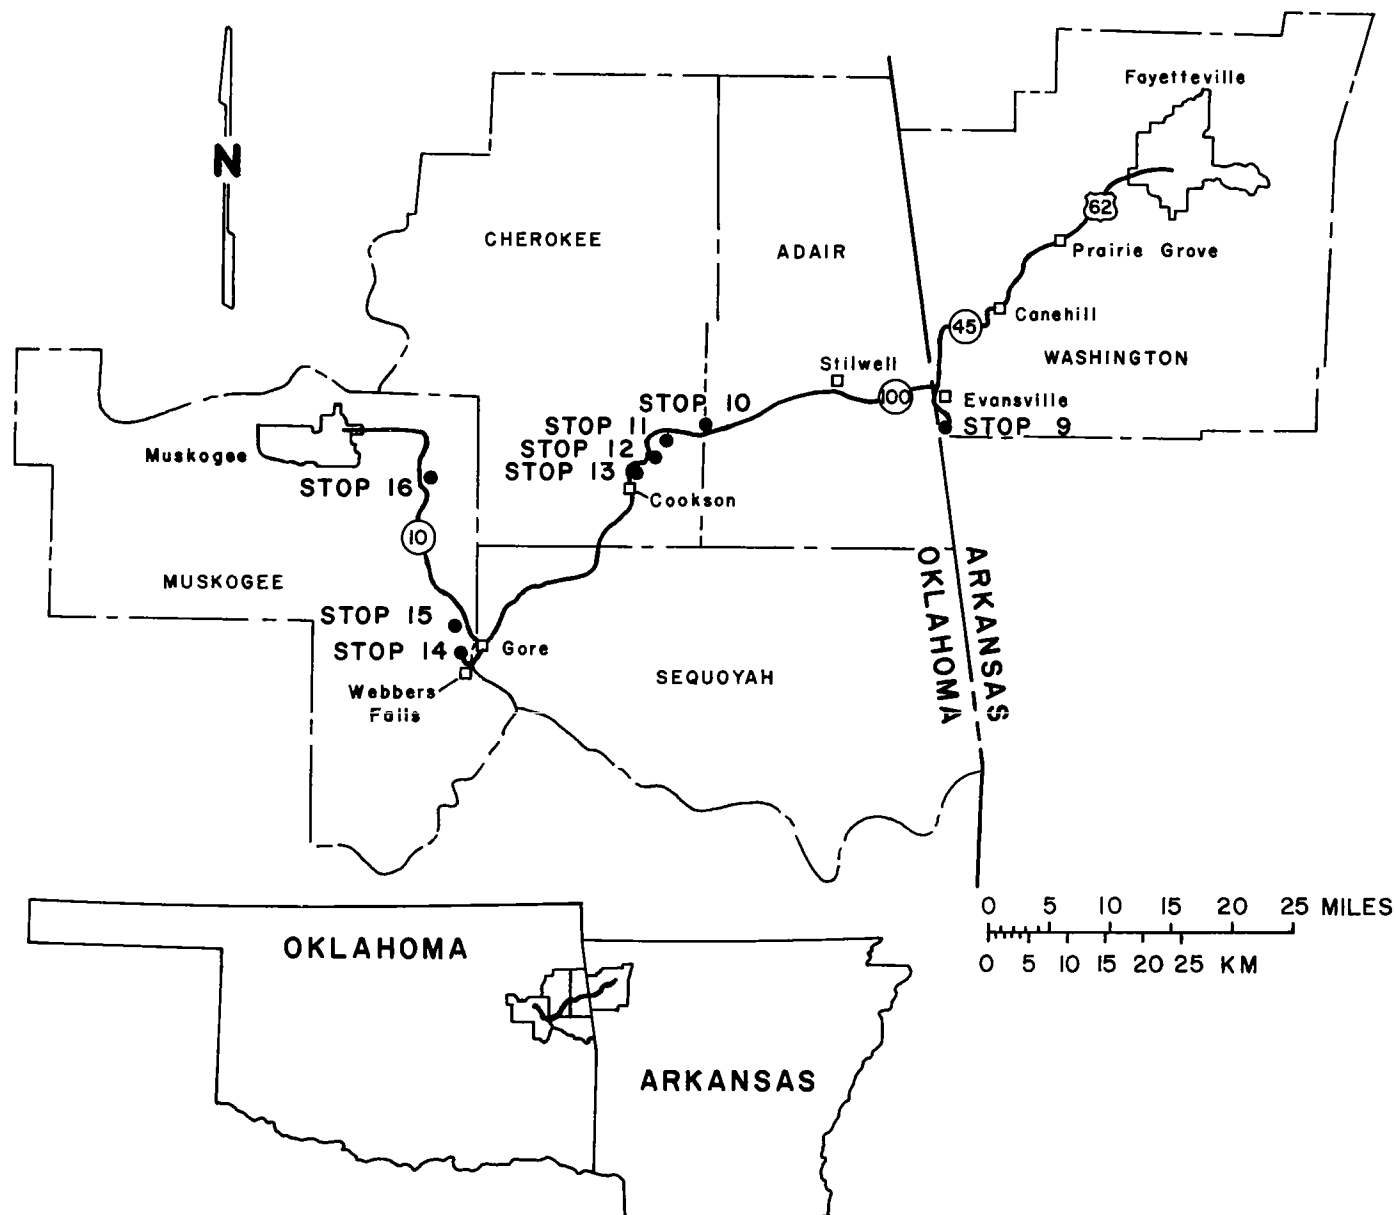 Fayetteville
N
62
CHEROKEE
ADAIR
Prairie Grove
Canehill
45
WASHINGTON
Stilwell
100
Evansville
STOP 9
STOP 10
STOP 11
STOP 12
STOP 13
Cookson
Muskogee
STOP 16
10
MUSKOGEE
STOP 15
STOP 14
Gore
Webbers
Falls
SEQUOYAH
OKLAHOMA
ARKANSAS
0 5 10 15 20 25 MILES
0 5 10 15 20 25 KM
OKLAHOMA
ARKANSAS